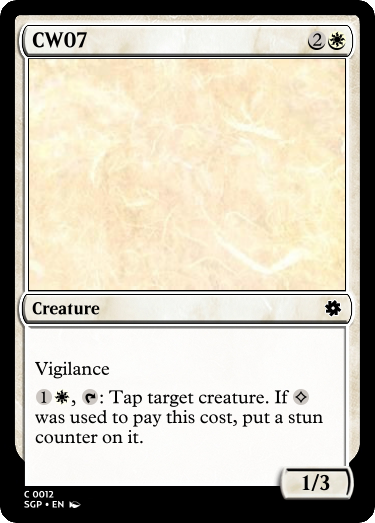 CW07 2
Creature
Vigilance
1 , : Tap target creature. If
was used to pay this cost, put a stun
counter on it.
1/3
C 0012
SGP • EN